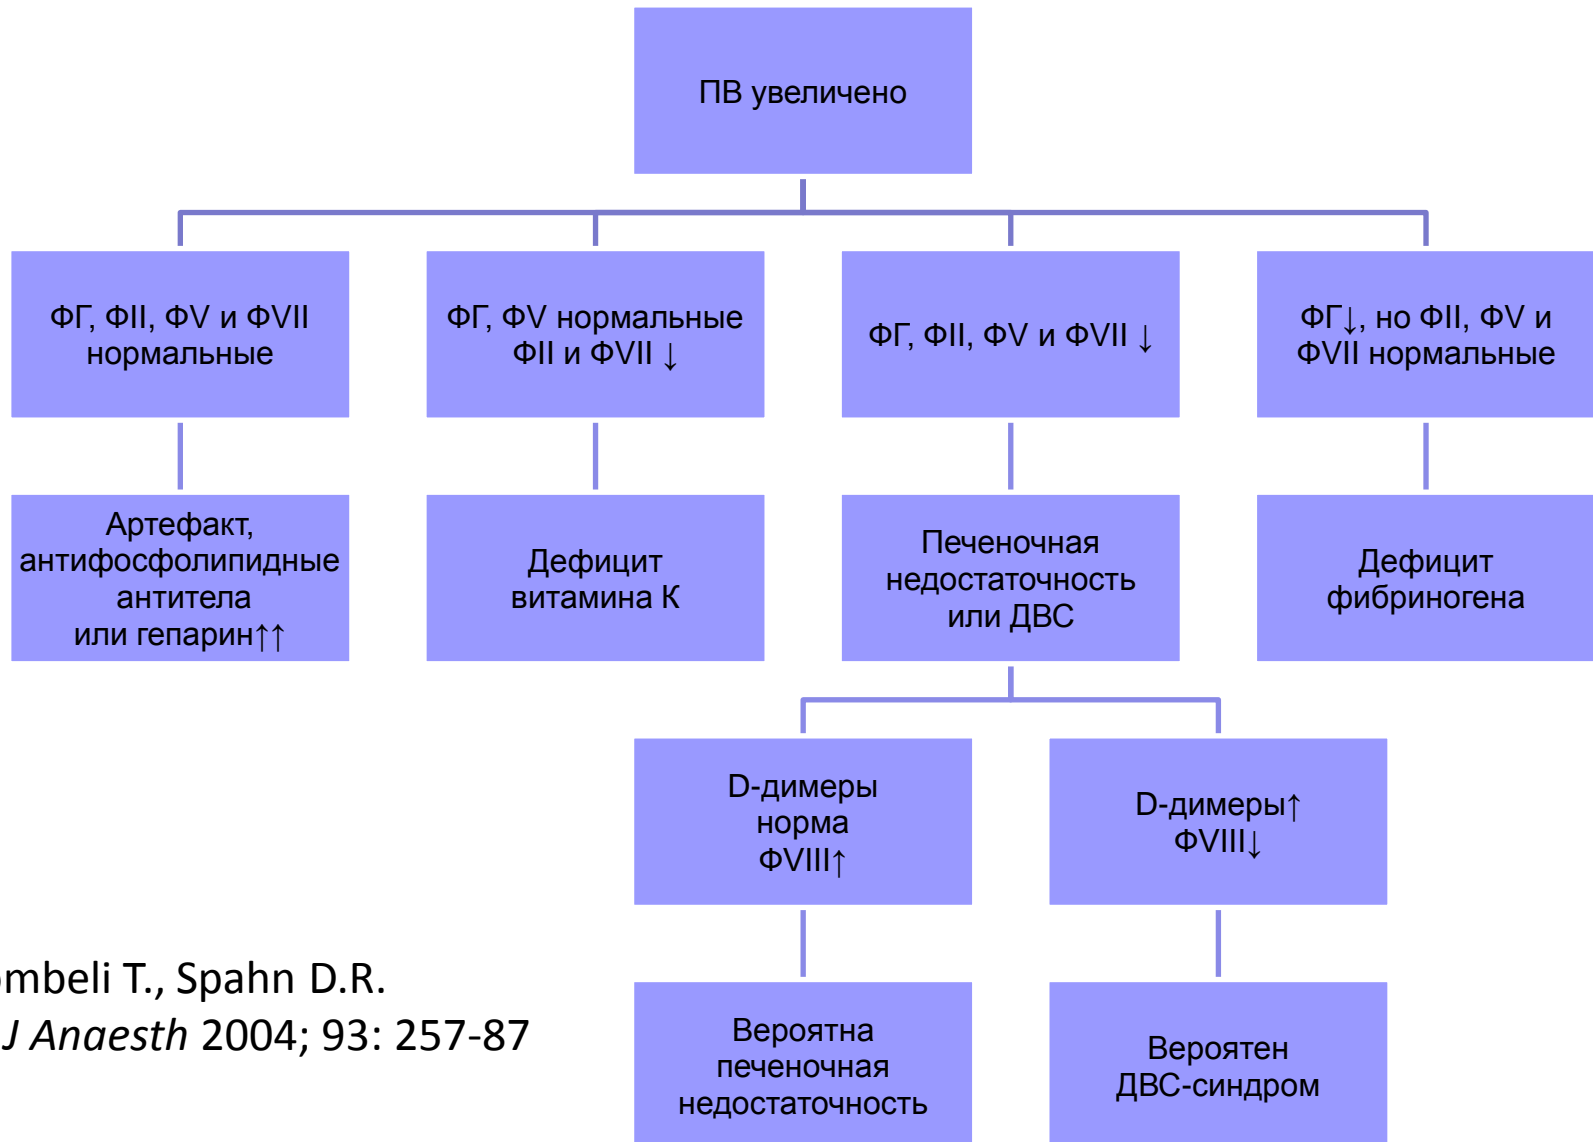 ПВ увеличено
ФГ, ФII, ФV и ФVII
нормальные
ФГ, ФV нормальные
ФII и ФVII ↓
ФГ, ФII, ФV и ФVII ↓
ФГ↓, но ФII, ФV и
ФVII нормальные
Артефакт,
антифосфолипидные
антитела
или гепарин↑↑
Дефицит
витамина К
Печеночная
недостаточность
или ДВС
Дефицит
фибриногена
D-димеры
норма
ФVIII↑
D-димеры↑
ФVIII↓
Вероятна
печеночная
недостаточность
Вероятен
ДВС-синдром
mbeli T., Spahn D.R.
J Anaesth 2004; 93: 257-87